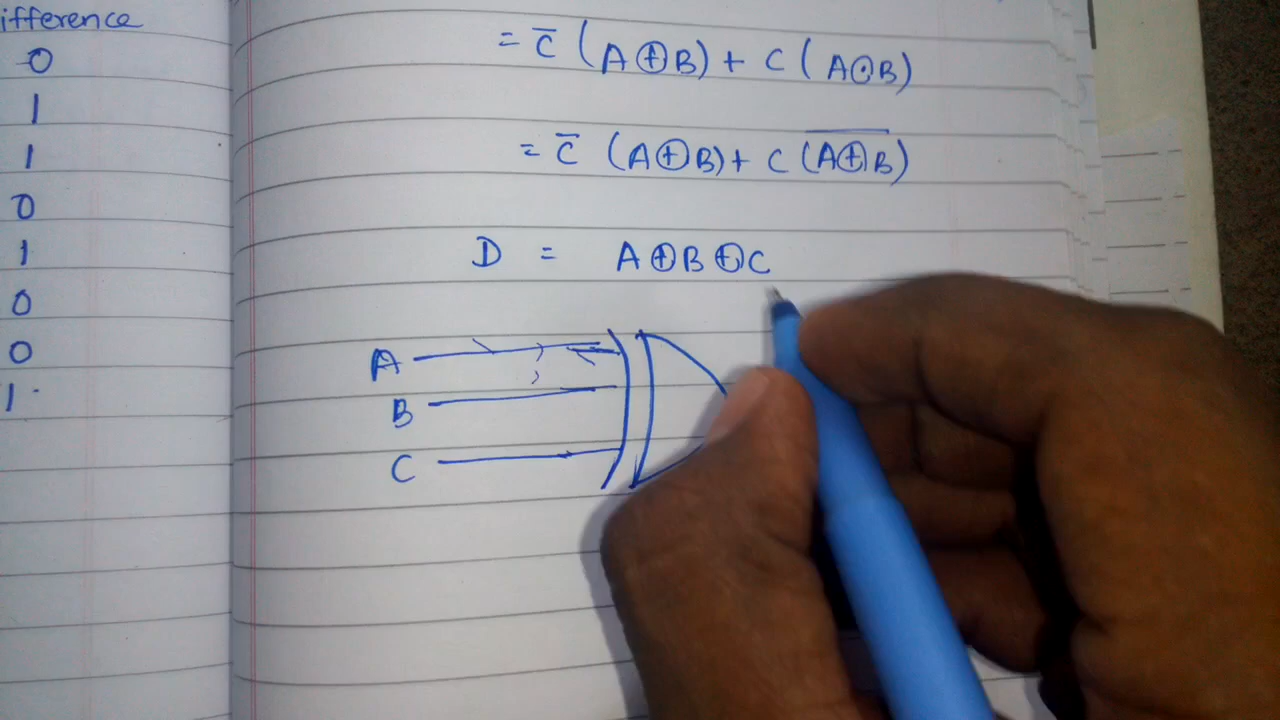 ifference
0
1
1
0
1
0
0
1
= C̅ (A⊕B) + C (A⊙B)
= C̅ (A⊕B) + C (A⊕B)̅
D = A⊕B⊕C
A
B
C